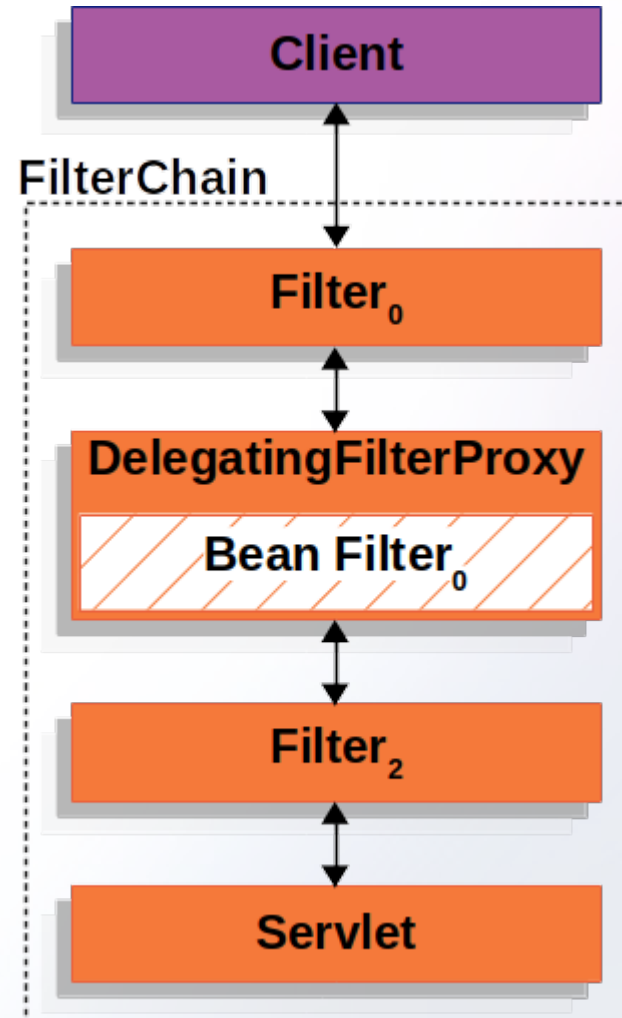 Client
FilterChain
Filter₀
DelegatingFilterProxy
Bean Filter₀
Filter₂
Servlet